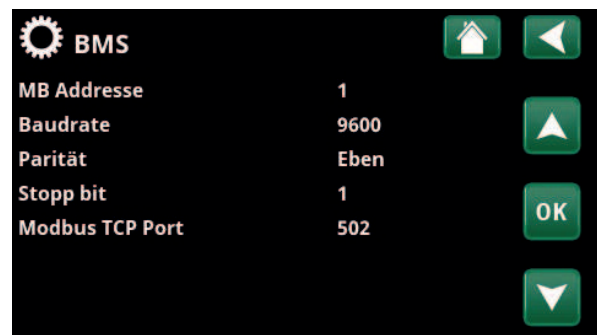 BMS
MB Addresse 1
Baudrate 9600
Parität Eben
Stopp bit 1
OK
Modbus TCP Port 502